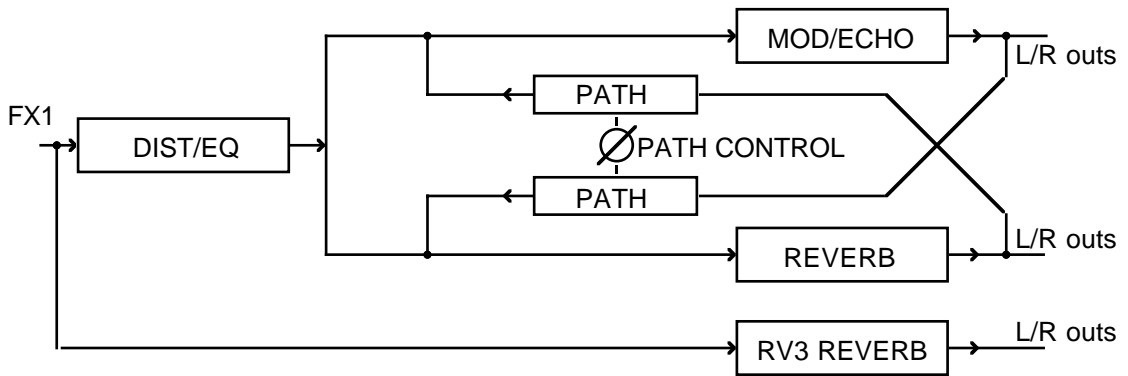 MOD/ECHO
L/R outs
PATH
FX1
DIST/EQ
PATH CONTROL
PATH
REVERB
L/R outs
RV3 REVERB
L/R outs